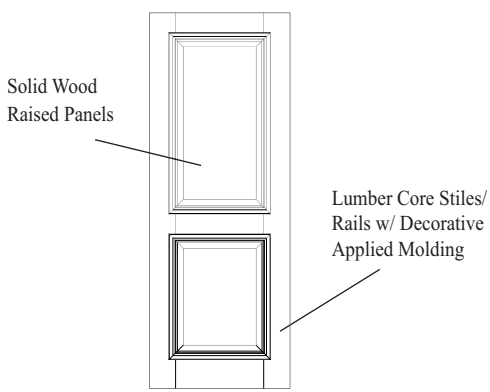 Solid Wood
Raised Panels
Lumber Core Stiles/
Rails w/ Decorative
Applied Molding